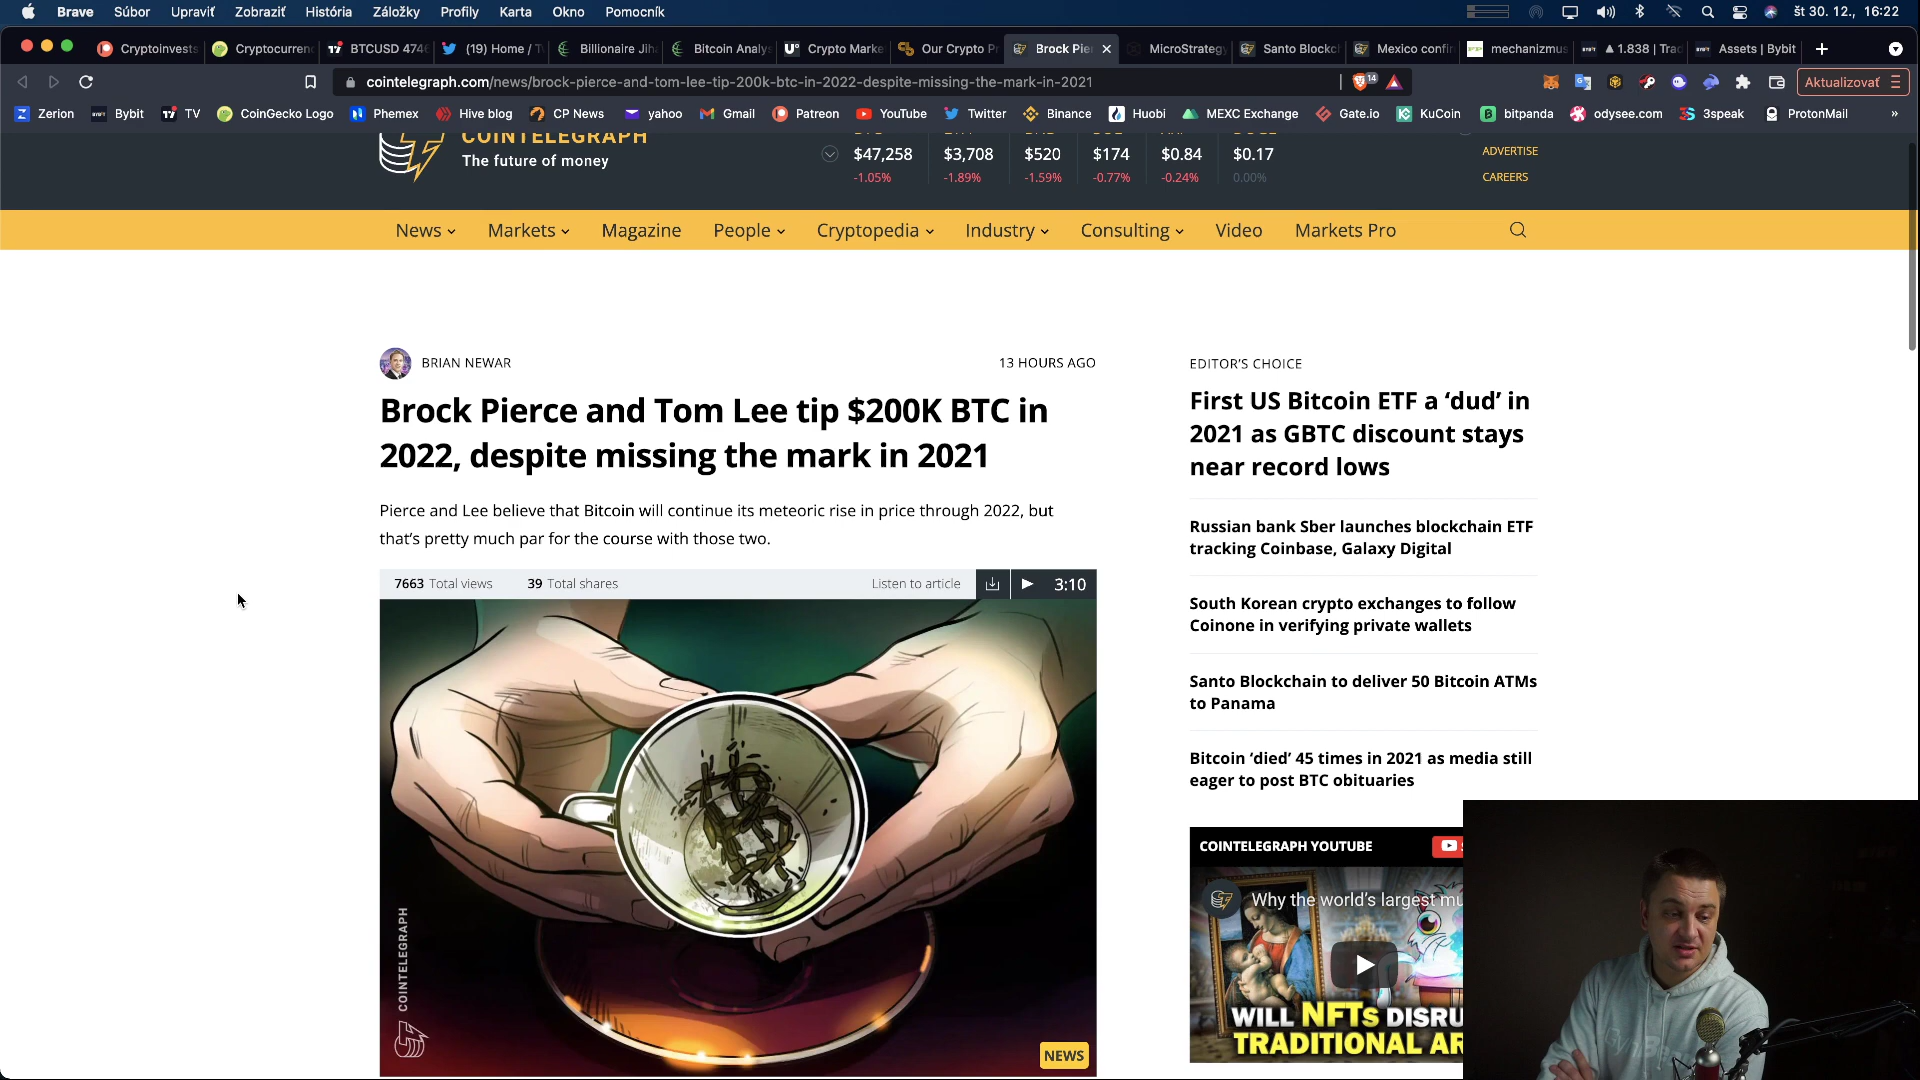 Brave Súbor Upraviť Zobraziť História Záložky Profily Karta Okno Pomocník št 30. 12., 16:22
Cryptoinvest Cryptocurren BTCUSD 474 (19) Home / T Billionaire Jih Bitcoin Analys Crypto Marke Our Crypto P Brock Pie MicroStrateg Santo Blockc Mexico confir mechanizmus ▲1.838 | Trad Assets | Bybit
cointelegraph.com/news/brock-pierce-and-tom-lee-tip-200k-btc-in-2022-despite-missing-the-mark-in-2021 14 Aktualizovať
Zerion Bybit TV CoinGecko Logo Phemex Hive blog CP News yahoo Gmail Patreon YouTube Twitter Binance Huobi MEXC Exchange Gate.io KuCoin bitpanda odysee.com 3speak ProtonMail »
COINTELEGRAPH
The future of money
$47,258 $3,708 $520 $174 $0.84 $0.17
-1.05% -1.89% -1.59% -0.77% -0.24% 0.00%
ADVERTISE
CAREERS
News Markets Magazine People Cryptopedia Industry Consulting Video Markets Pro
BRIAN NEWAR 13 HOURS AGO
Brock Pierce and Tom Lee tip $200K BTC in
2022, despite missing the mark in 2021
Pierce and Lee believe that Bitcoin will continue its meteoric rise in price through 2022, but
that's pretty much par for the course with those two.
7663 Total views 39 Total shares Listen to article 3:10
COINTELEGRAPH
NEWS
EDITOR'S CHOICE
First US Bitcoin ETF a ‘dud’ in
2021 as GBTC discount stays
near record lows
Russian bank Sber launches blockchain ETF
tracking Coinbase, Galaxy Digital
South Korean crypto exchanges to follow
Coinone in verifying private wallets
Santo Blockchain to deliver 50 Bitcoin ATMs
to Panama
Bitcoin ‘died’ 45 times in 2021 as media still
eager to post BTC obituaries
COINTELEGRAPH YOUTUBE
Why the world's largest mu
WILL NFTs DISRU
TRADITIONAL AR